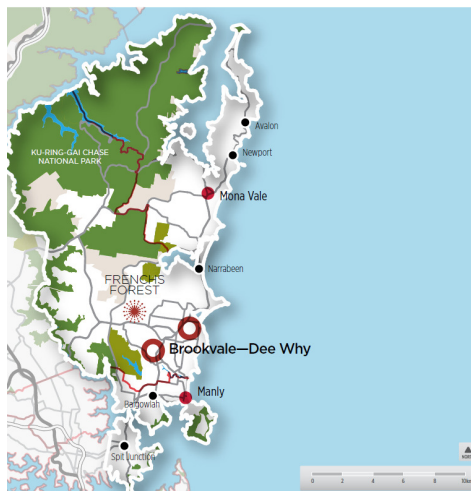 Avalon
Newport
KU-RING-GAI CHASE
NATIONAL PARK
Mona Vale
Narrabeen
FRENCHS
FOREST
Brookvale—Dee Why
Manly
Balgowlah
Spit Junction
0 2 4 6 8 10km